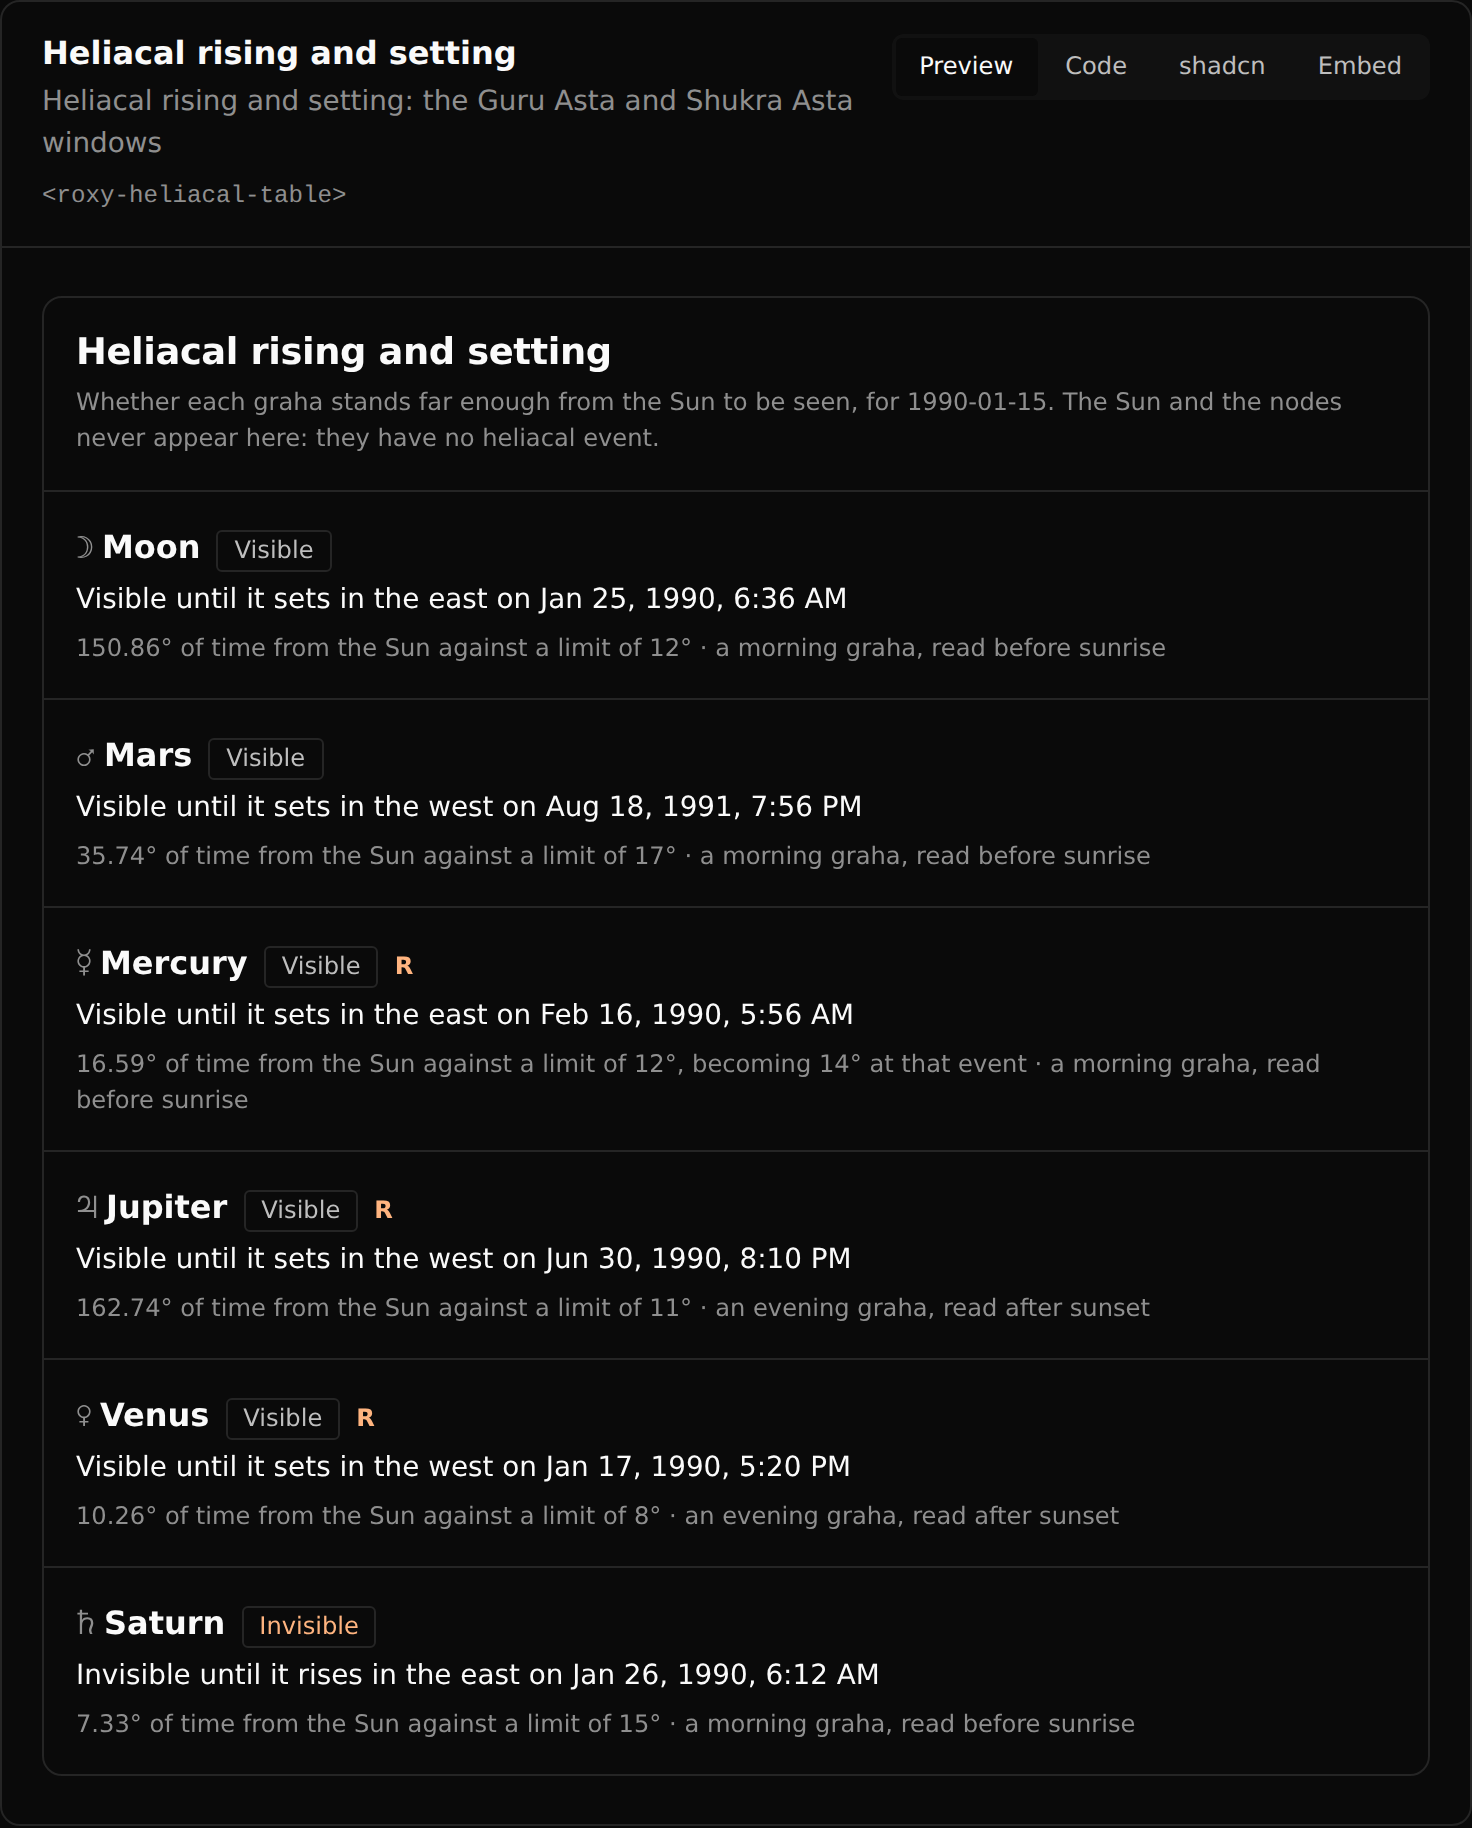 Heliacal rising and setting
Preview Code shadcn Embed
Heliacal rising and setting: the Guru Asta and Shukra Asta
windows
<roxy-heliacal-table>
Heliacal rising and setting
Whether each graha stands far enough from the Sun to be seen, for 1990-01-15. The Sun and the nodes
never appear here: they have no heliacal event.
☽ Moon Visible
Visible until it sets in the east on Jan 25, 1990, 6:36 AM
150.86° of time from the Sun against a limit of 12° · a morning graha, read before sunrise
♂ Mars Visible
Visible until it sets in the west on Aug 18, 1991, 7:56 PM
35.74° of time from the Sun against a limit of 17° · a morning graha, read before sunrise
☿ Mercury Visible R
Visible until it sets in the east on Feb 16, 1990, 5:56 AM
16.59° of time from the Sun against a limit of 12°, becoming 14° at that event · a morning graha, read
before sunrise
♃ Jupiter Visible R
Visible until it sets in the west on Jun 30, 1990, 8:10 PM
162.74° of time from the Sun against a limit of 11° · an evening graha, read after sunset
♀ Venus Visible R
Visible until it sets in the west on Jan 17, 1990, 5:20 PM
10.26° of time from the Sun against a limit of 8° · an evening graha, read after sunset
♄ Saturn Invisible
Invisible until it rises in the east on Jan 26, 1990, 6:12 AM
7.33° of time from the Sun against a limit of 15° · a morning graha, read before sunrise